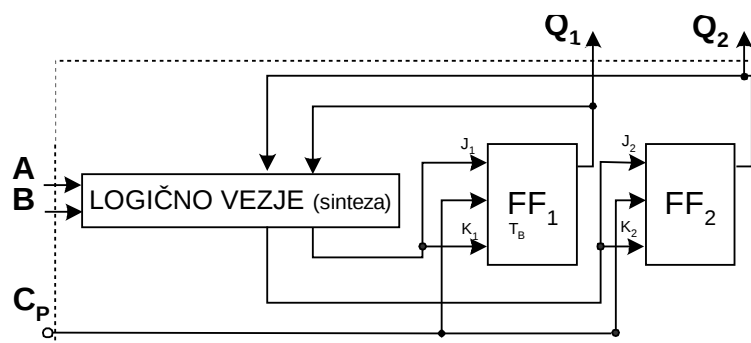 Q1 Q2
J1 J2
A
B
LOGIČNO VEZJE (sinteza)
FF1 FF2
K1 TB K2
CP